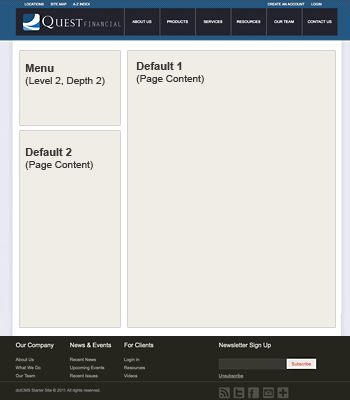 LOCATIONS SITE MAP A-Z INDEX CREATE AN ACCOUNT LOGIN
QUEST FINANCIAL ABOUT US PRODUCTS SERVICES RESOURCES OUR TEAM CONTACT US
Menu
(Level 2, Depth 2)
Default 1
(Page Content)
Default 2
(Page Content)
Our Company News & Events For Clients Newsletter Sign Up
About Us Recent News Login in
What We Do Upcoming Events Resources Subscribe
Our Team Recent Issues Videos Unsubscribe
dotCMS Starter Site © 2011 All rights reserved.